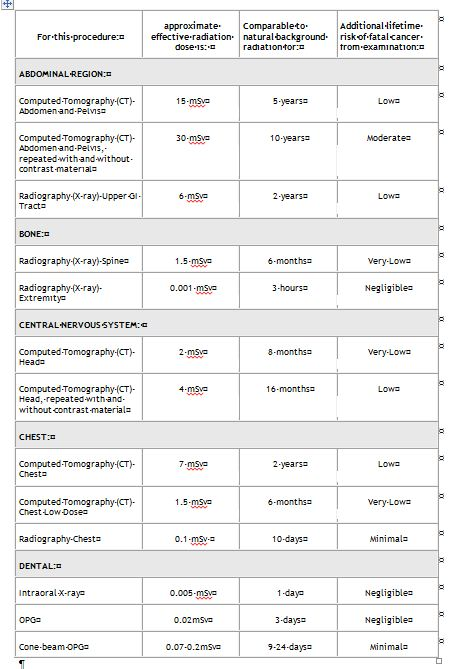 For this procedure: approximate effective radiation dose is: Comparable to natural background radiation for: Additional lifetime risk of fatal cancer from examination:
ABDOMINAL REGION:
Computed Tomography (CT)- Abdomen and Pelvis 15 mSv 5 years Low
Computed Tomography (CT)- Abdomen and Pelvis, repeated with and without contrast material 30 mSv 10 years Moderate
Radiography (X-ray)-Upper GI Tract 6 mSv 2 years Low
BONE:
Radiography (X-ray)-Spine 1.5 mSv 6 months Very Low
Radiography (X-ray)- Extremity 0.001 mSv 3 hours Negligible
CENTRAL NERVOUS SYSTEM:
Computed Tomography (CT)- Head 2 mSv 8 months Very Low
Computed Tomography (CT)- Head, repeated with and without contrast material 4 mSv 16 months Low
CHEST:
Computed Tomography (CT)- Chest 7 mSv 2 years Low
Computed Tomography (CT)- Chest Low Dose 1.5 mSv 6 months Very Low
Radiography-Chest 0.1 mSv 10 days Minimal
DENTAL:
Intraoral X-ray 0.005 mSv 1 day Negligible
OPG 0.02mSv 3 days Negligible
Cone-beam OPG 0.07-0.2mSv 9-24 days Minimal